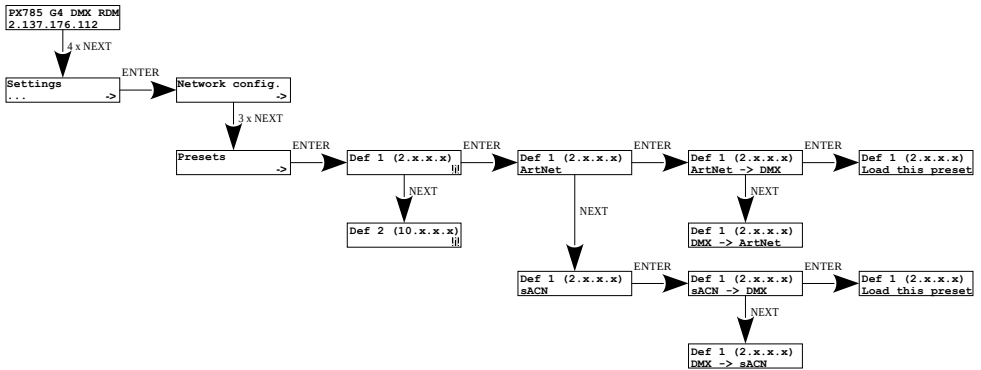 PX785 G4 DMX RDM
2.137.176.112
4 x NEXT
Settings
... ->
ENTER
Network config.
->
3 x NEXT
Presets
->
ENTER
Def 1 (2.x.x.x)
ENTER
Def 1 (2.x.x.x)
ArtNet
ENTER
Def 1 (2.x.x.x)
ArtNet -> DMX
ENTER
Def 1 (2.x.x.x)
Load this preset
NEXT
Def 2 (10.x.x.x)
NEXT
NEXT
Def 1 (2.x.x.x)
DMX -> ArtNet
Def 1 (2.x.x.x)
sACN
ENTER
Def 1 (2.x.x.x)
sACN -> DMX
ENTER
Def 1 (2.x.x.x)
Load this preset
NEXT
Def 1 (2.x.x.x)
DMX -> sACN